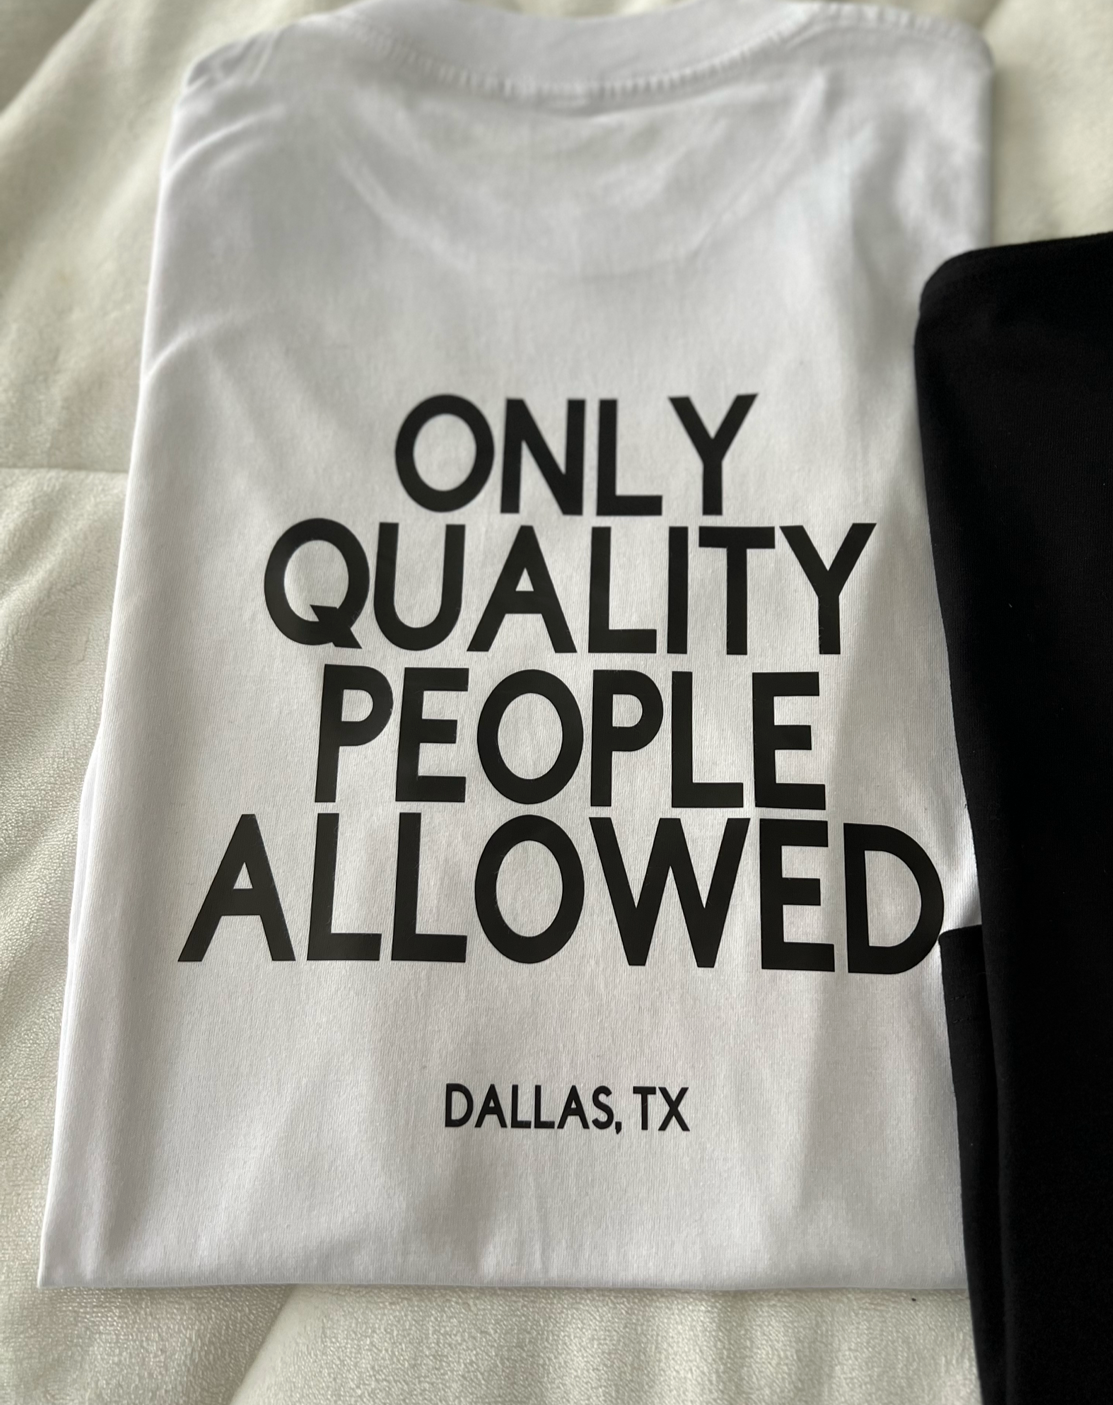 ONLY
QUALITY
PEOPLE
ALLOWED
DALLAS, TX